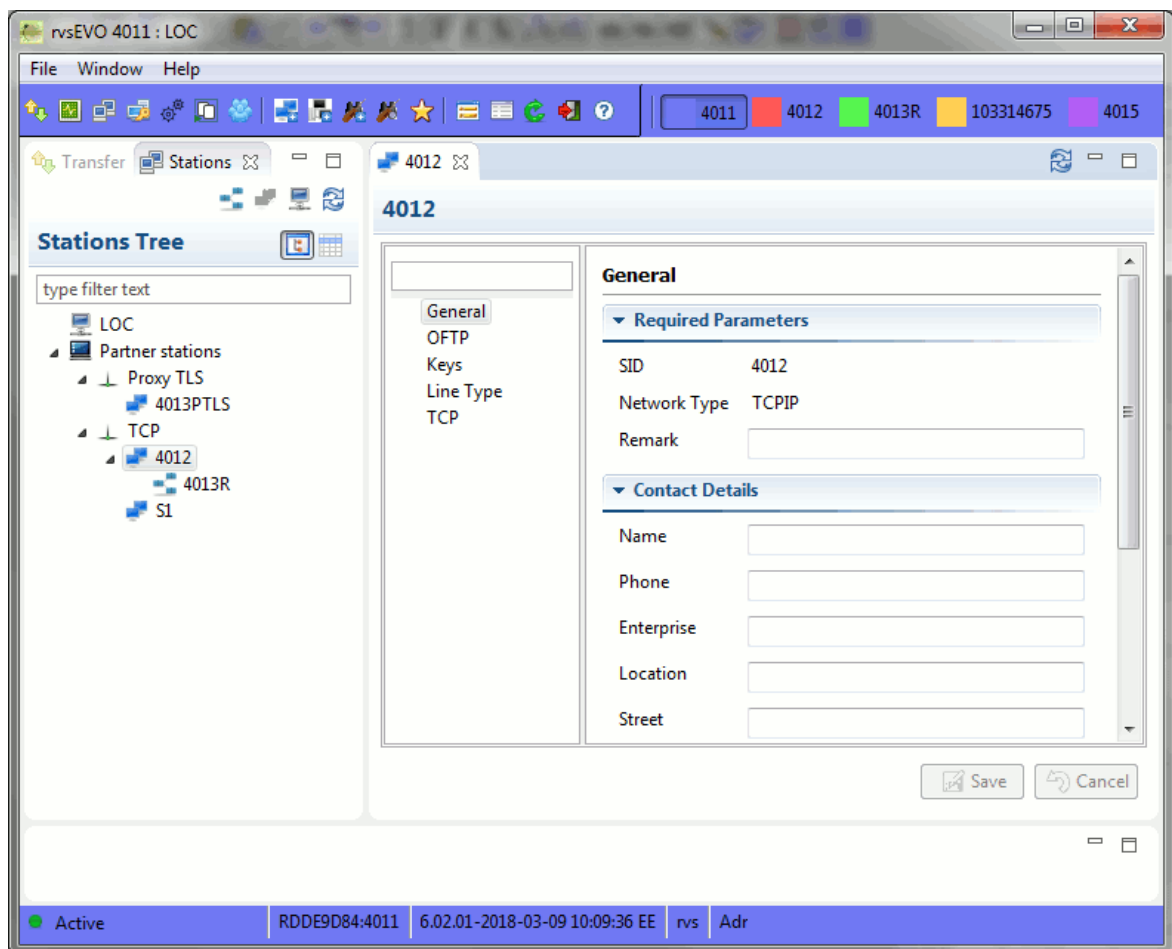 rvsEVO 4011 : LOC
File Window Help
4011 4012 4013R 103314675 4015
Transfer Stations
4012
4012
Stations Tree
type filter text
LOC
Partner stations
Proxy TLS
4013PTLS
TCP
4012
4013R
S1
General
OFTP
Keys
Line Type
TCP
General
Required Parameters
SID 4012
Network Type TCPIP
Remark
Contact Details
Name
Phone
Enterprise
Location
Street
Save Cancel
Active RDDE9D84:4011 6.02.01-2018-03-09 10:09:36 EE rvs Adr